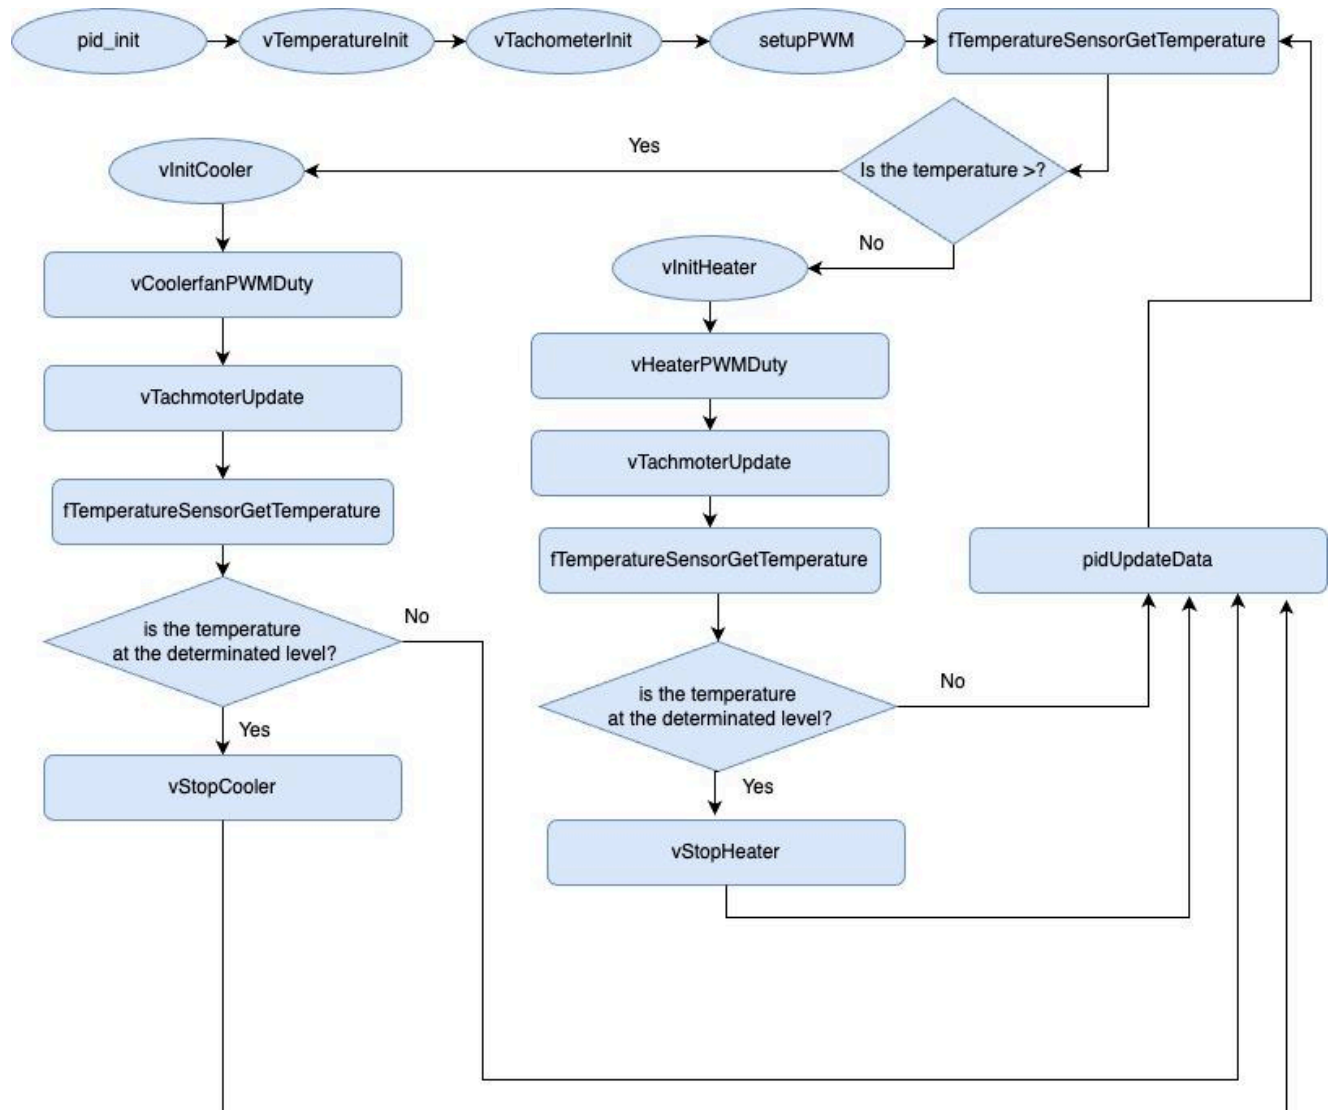 pid_init
vTemperatureInit
vTachometerInit
setupPWM
fTemperatureSensorGetTemperature
Is the temperature >?
Yes
vInitCooler
No
vInitHeater
vCoolerfanPWMDuty
vHeaterPWMDuty
vTachmoterUpdate
vTachmoterUpdate
fTemperatureSensorGetTemperature
fTemperatureSensorGetTemperature
pidUpdateData
is the temperature
at the determinated level?
No
is the temperature
at the determinated level?
No
Yes
vStopCooler
Yes
vStopHeater